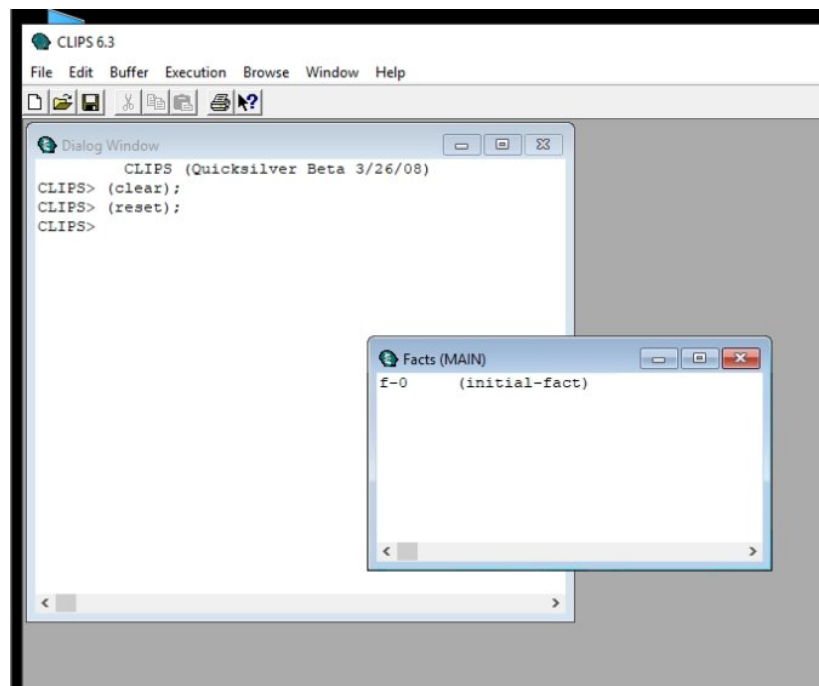 CLIPS 6.3
File Edit Buffer Execution Browse Window Help
Dialog Window
CLIPS (Quicksilver Beta 3/26/08)
CLIPS> (clear);
CLIPS> (reset);
CLIPS>
Facts (MAIN)
f-0 (initial-fact)